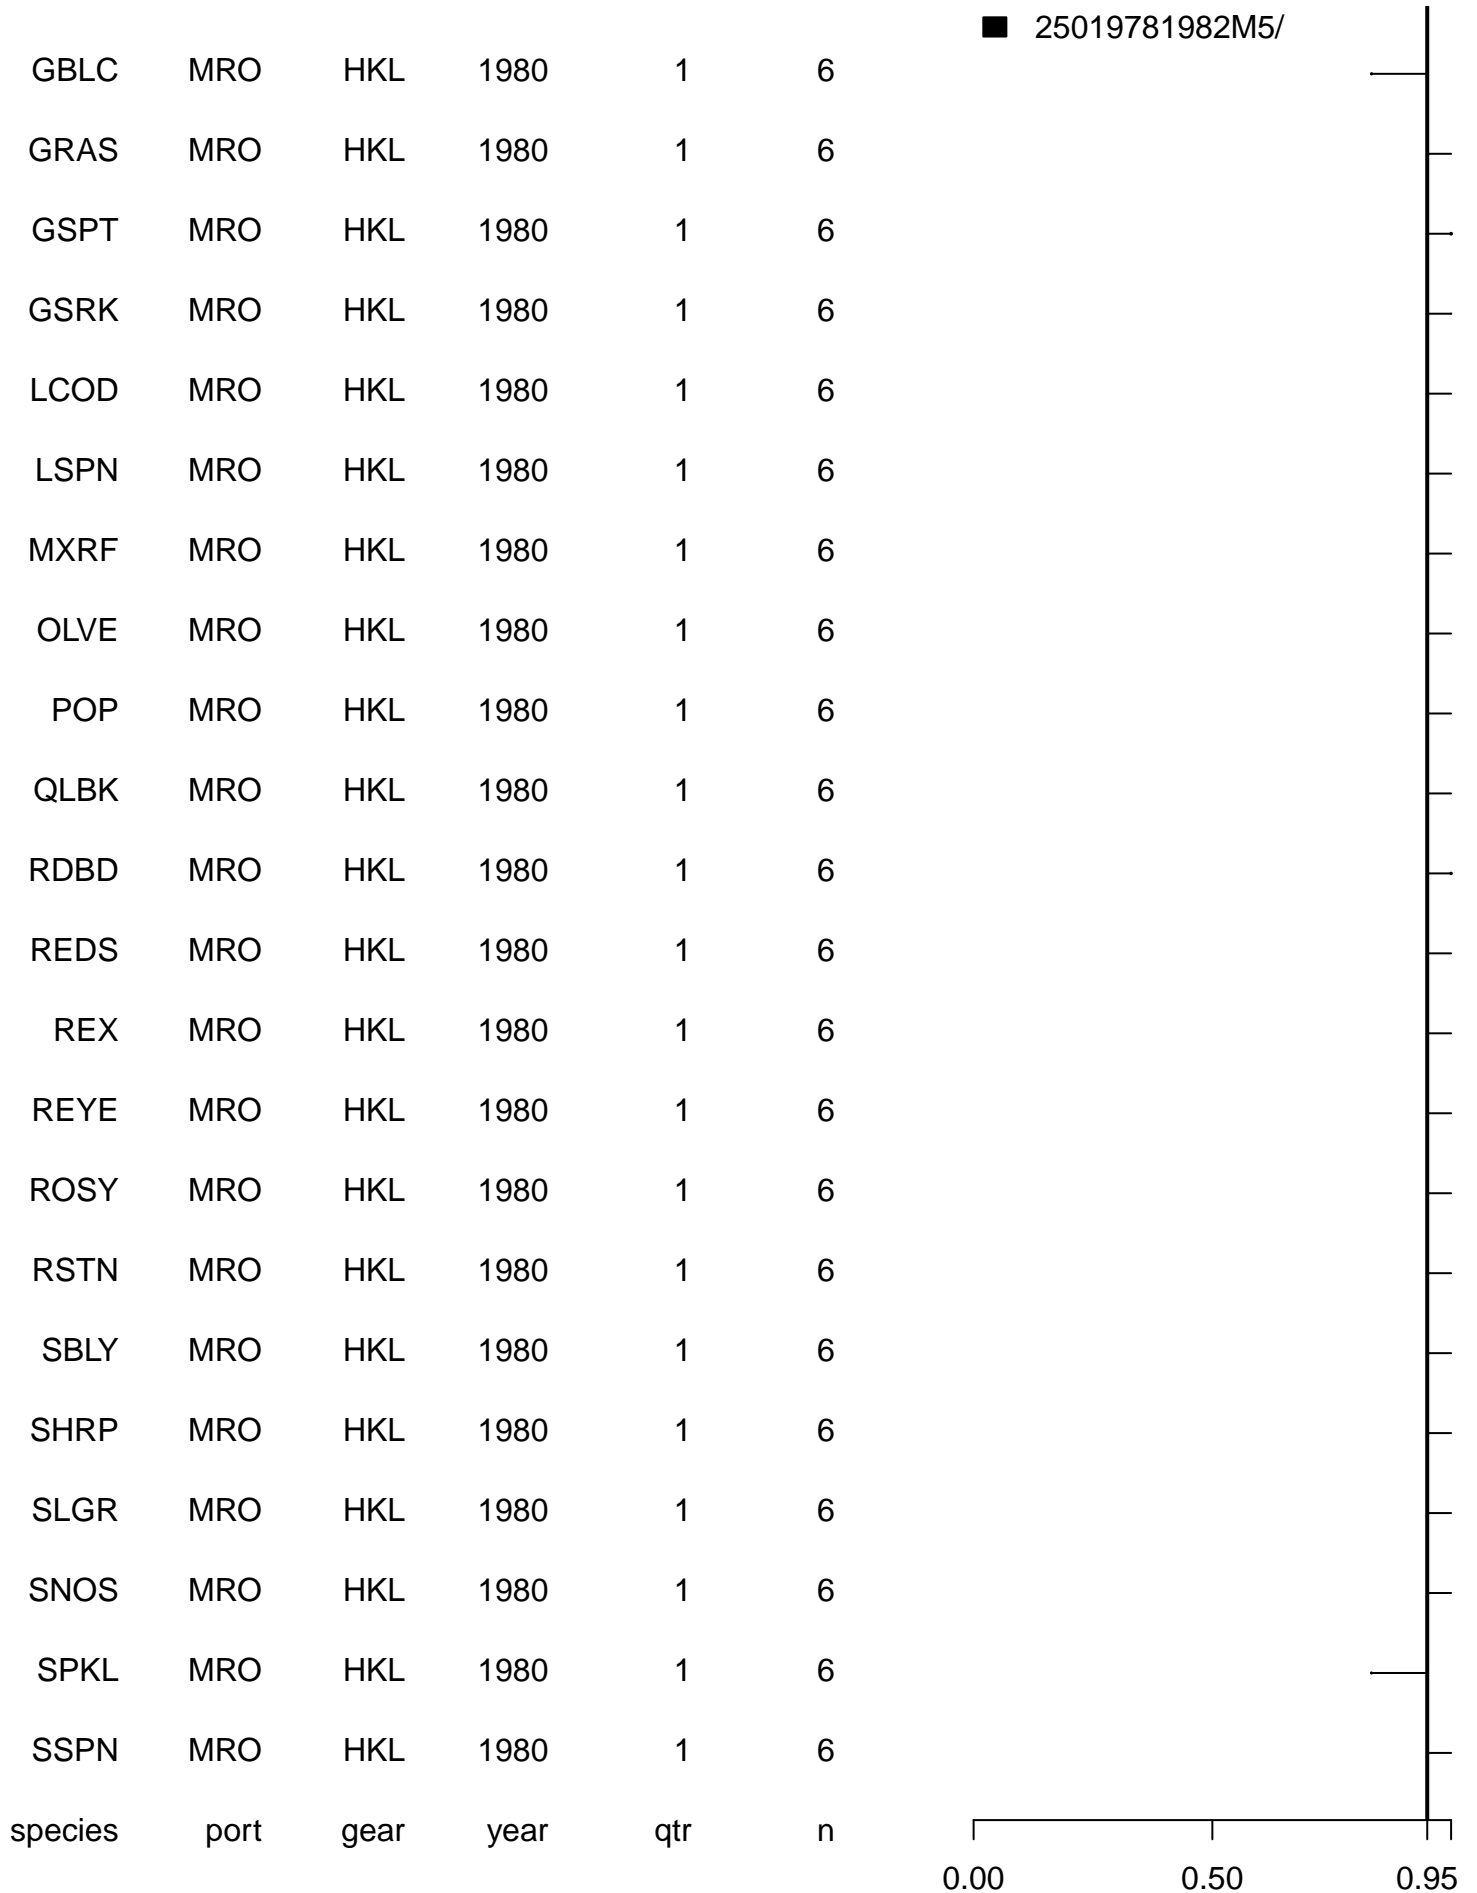 25019781982M5/
GBLC MRO HKL 1980 1 6
GRAS MRO HKL 1980 1 6
GSPT MRO HKL 1980 1 6
GSRK MRO HKL 1980 1 6
LCOD MRO HKL 1980 1 6
LSPN MRO HKL 1980 1 6
MXRF MRO HKL 1980 1 6
OLVE MRO HKL 1980 1 6
POP MRO HKL 1980 1 6
QLBK MRO HKL 1980 1 6
RDBD MRO HKL 1980 1 6
REDS MRO HKL 1980 1 6
REX MRO HKL 1980 1 6
REYE MRO HKL 1980 1 6
ROSY MRO HKL 1980 1 6
RSTN MRO HKL 1980 1 6
SBLY MRO HKL 1980 1 6
SHRP MRO HKL 1980 1 6
SLGR MRO HKL 1980 1 6
SNOS MRO HKL 1980 1 6
SPKL MRO HKL 1980 1 6
SSPN MRO HKL 1980 1 6
species port gear year qtr n
0.00 0.50 0.95